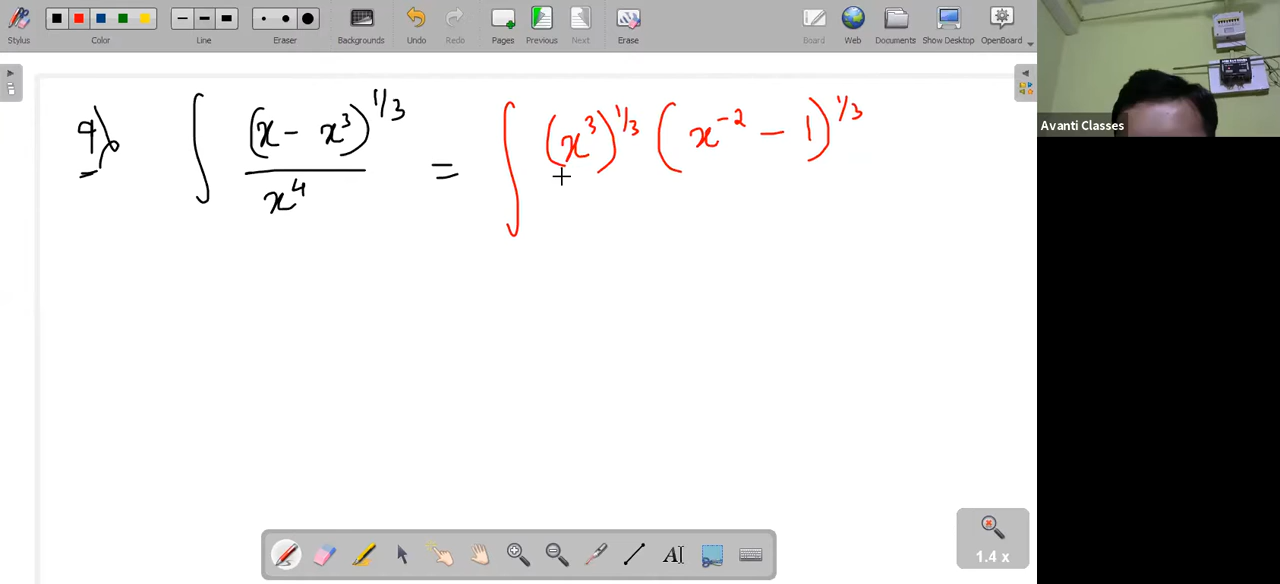 Stylus Color Line Eraser Backgrounds Undo Redo Pages Previous Next Erase Board Web Documents Show Desktop OpenBoard
Avanti Classes
9) ∫ (x - x³)^{1/3} / x⁴ = ∫ (x³)^{1/3} (x^{-2} - 1)^{1/3}
1.4 x